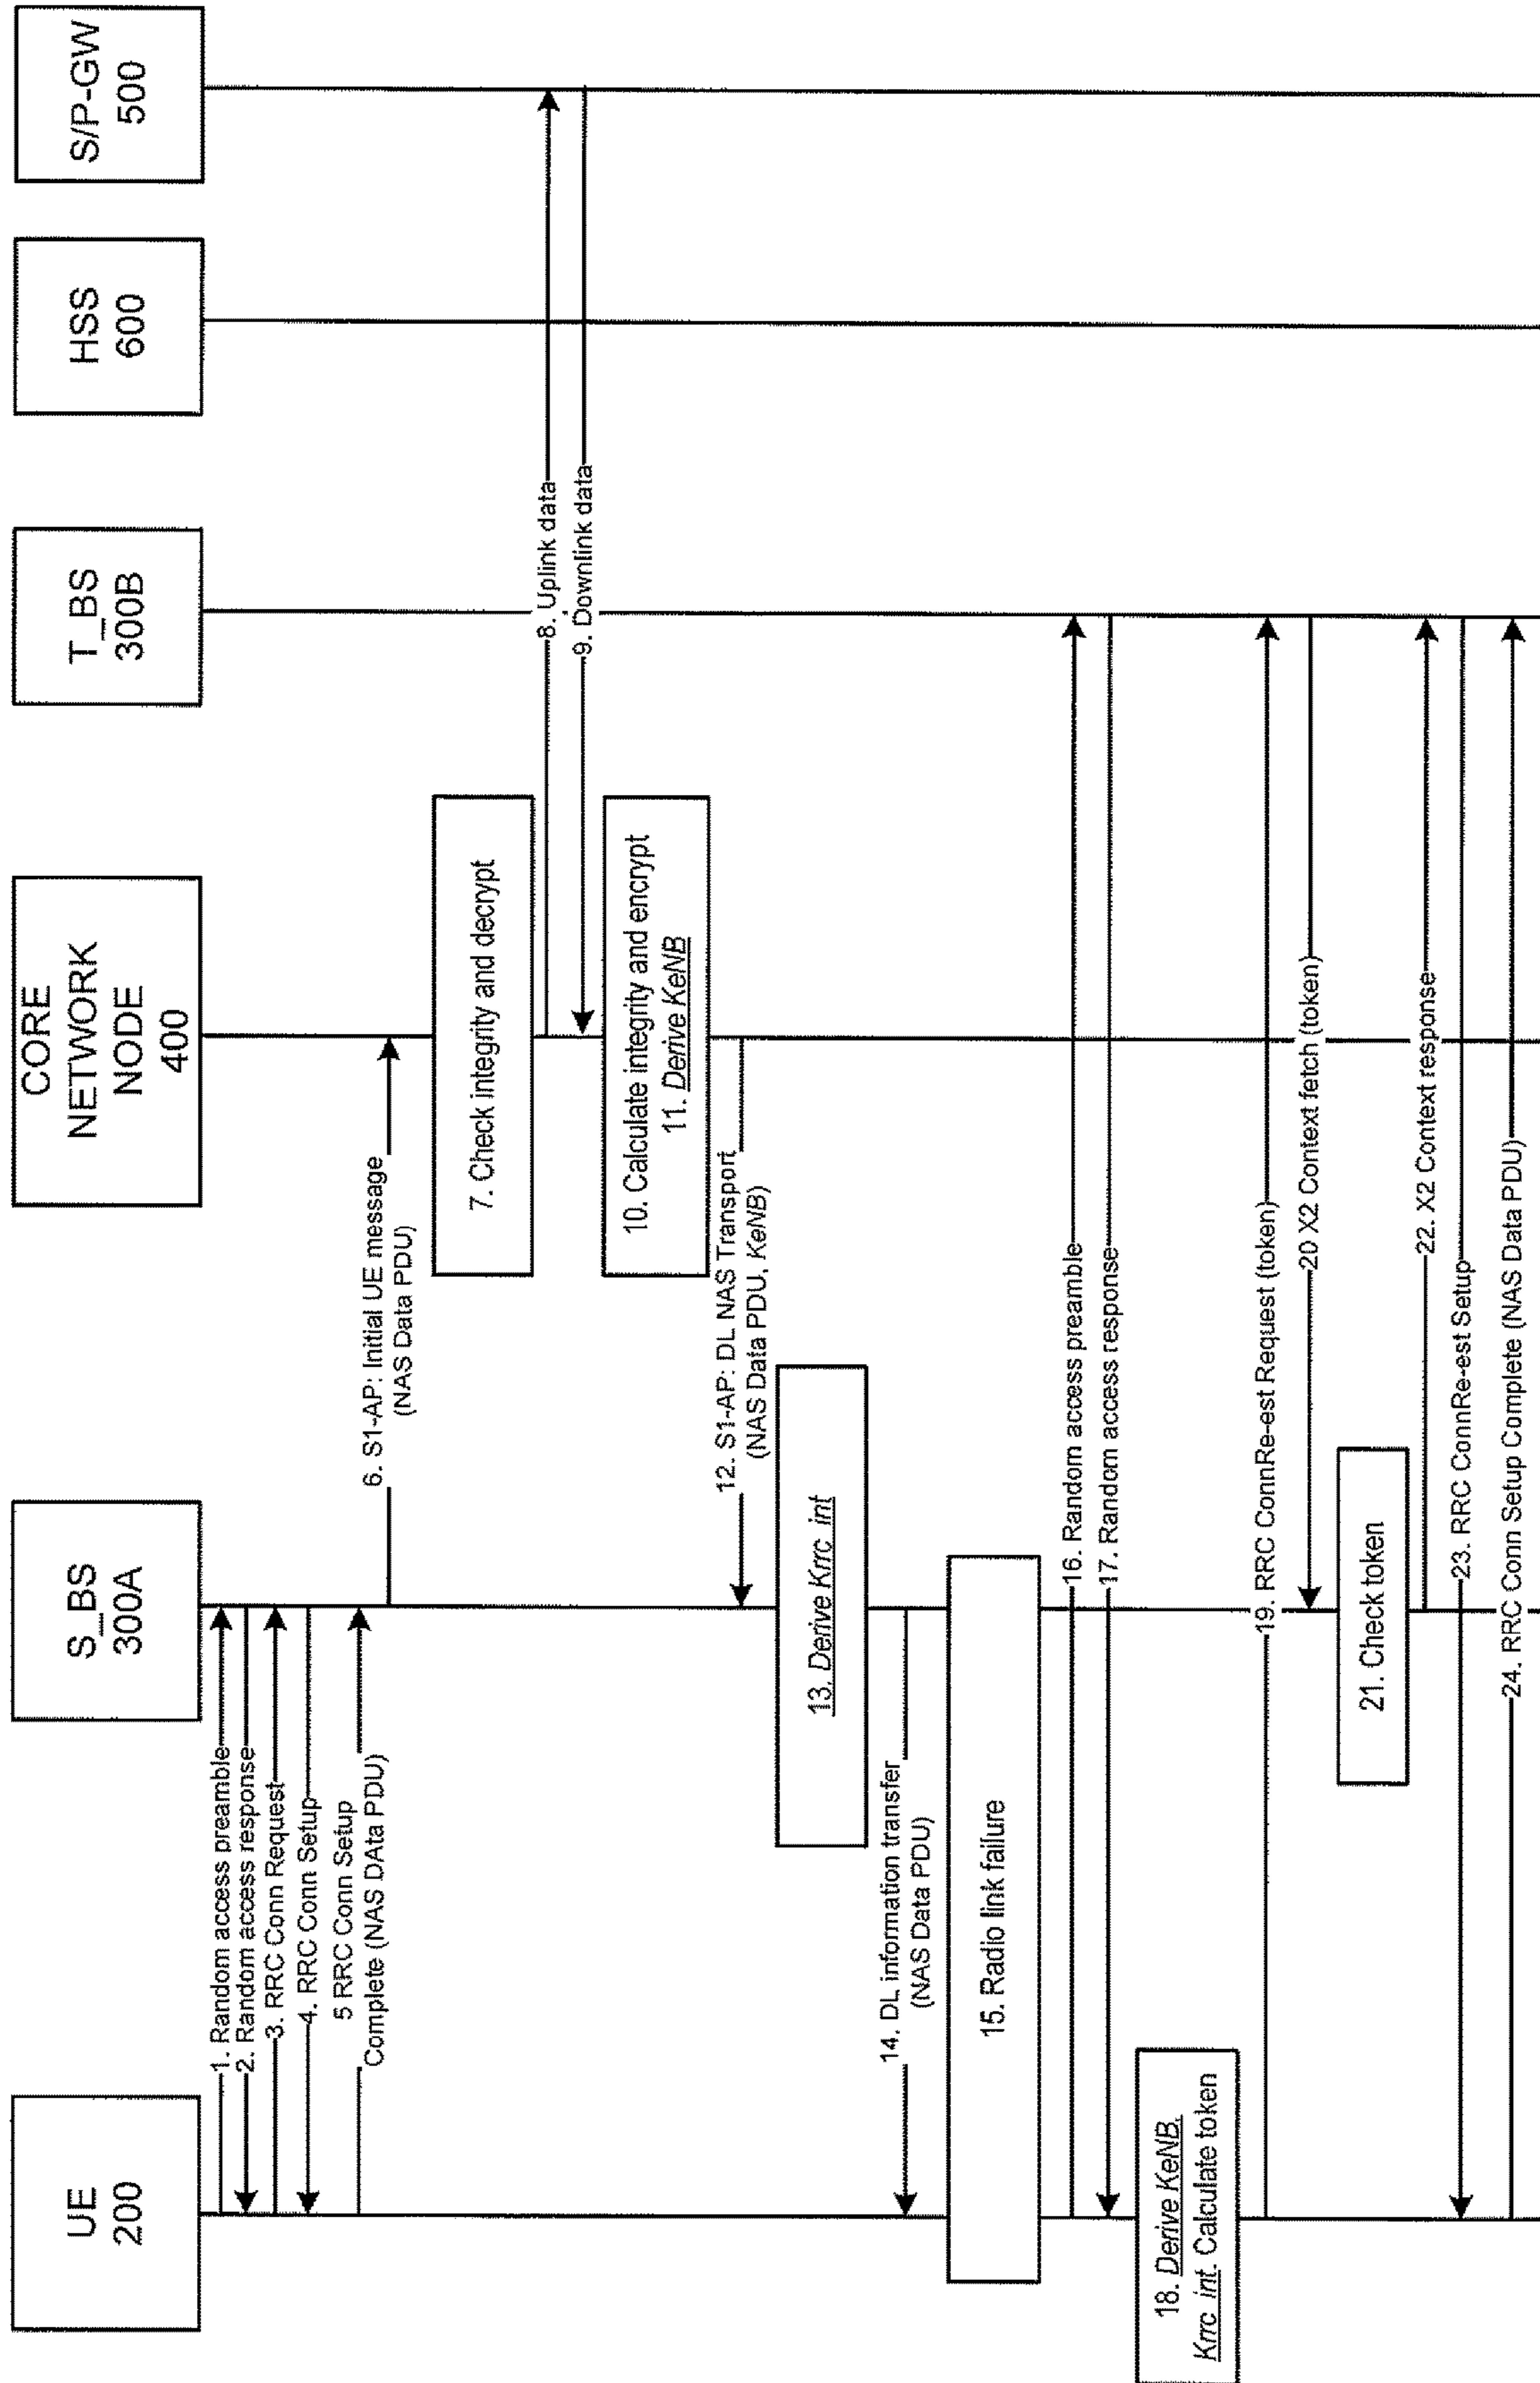 UE
200
S_BS
300A
CORE
NETWORK
NODE
400
T_BS
300B
HSS
600
S/P-GW
500
1. Random access preamble
2. Random access response
3. RRC Conn Request
4. RRC Conn Setup
5 RRC Conn Setup
Complete (NAS DAta PDU)
6. S1-AP: Initial UE message
(NAS Data PDU)
7. Check integrity and decrypt
8. Uplink data
9. Downlink data
10. Calculate integrity and encrypt
11. Derive KeNB
12. S1-AP: DL NAS Transport
(NAS Data PDU, KeNB)
13. Derive Krrc_int
14. DL information transfer
(NAS Data PDU)
15. Radio link failure
16. Random access preamble
17. Random access response
18. Derive KeNB,
Krrc_int. Calculate token
19. RRC ConnRe-est Request (token)
20 X2 Context fetch (token)
21. Check token
22. X2 Context response
23. RRC ConnRe-est Setup
24. RRC Conn Setup Complete (NAS Data PDU)